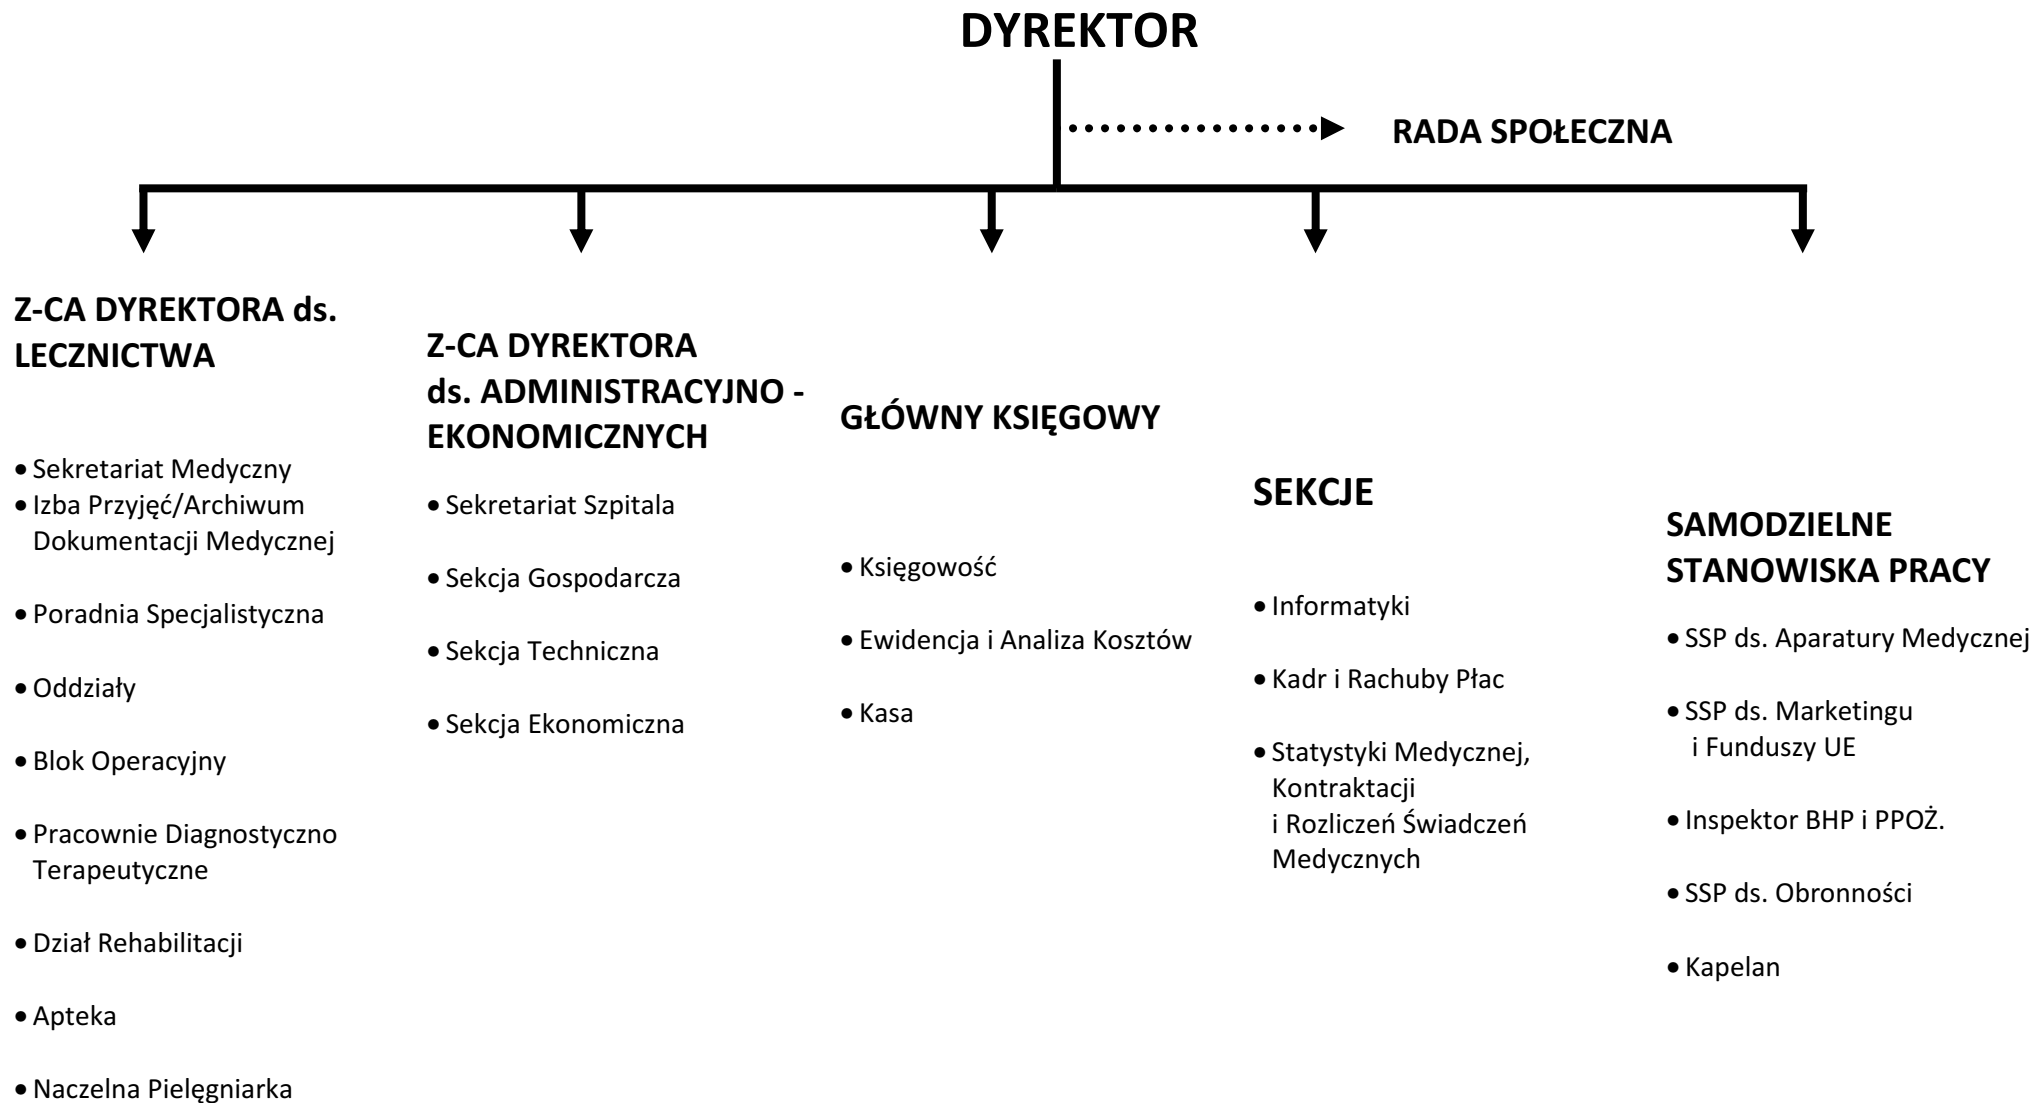 DYREKTOR
RADA SPOŁECZNA
Z-CA DYREKTORA ds.
LECZNICTWA
• Sekretariat Medyczny
• Izba Przyjęć/Archiwum
Dokumentacji Medycznej
• Poradnia Specjalistyczna
• Oddziały
• Blok Operacyjny
• Pracownie Diagnostyczno
Terapeutyczne
• Dział Rehabilitacji
• Apteka
• Naczelna Pielęgniarka
Z-CA DYREKTORA
ds. ADMINISTRACYJNO -
EKONOMICZNYCH
• Sekretariat Szpitala
• Sekcja Gospodarcza
• Sekcja Techniczna
• Sekcja Ekonomiczna
GŁÓWNY KSIĘGOWY
• Księgowość
• Ewidencja i Analiza Kosztów
• Kasa
SEKCJE
• Informatyki
• Kadr i Rachuby Płac
• Statystyki Medycznej,
Kontraktacji
i Rozliczeń Świadczeń
Medycznych
SAMODZIELNE
STANOWISKA PRACY
• SSP ds. Aparatury Medycznej
• SSP ds. Marketingu
i Funduszy UE
• Inspektor BHP i PPOŻ.
• SSP ds. Obronności
• Kapelan